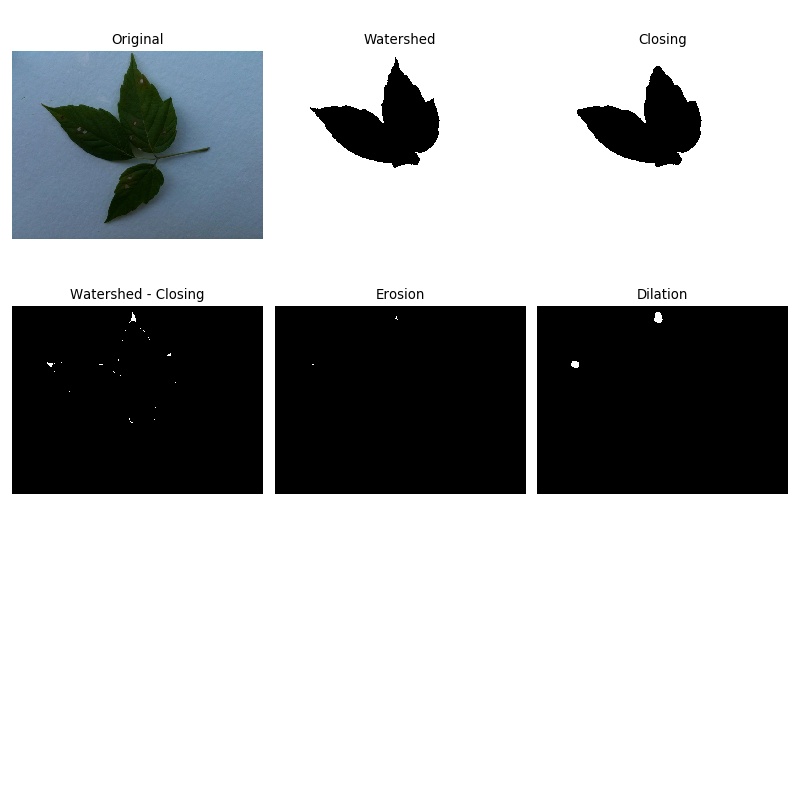 Original
Watershed
Closing
Watershed - Closing
Erosion
Dilation